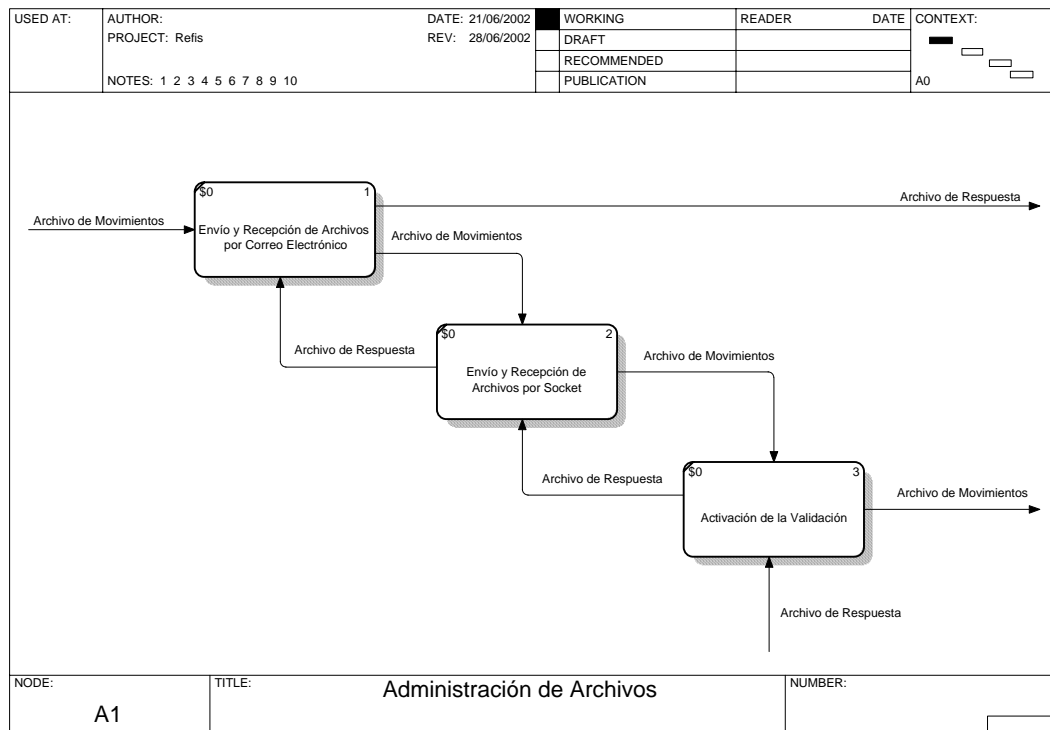 USED AT:
AUTHOR:
DATE: 21/06/2002
PROJECT: Refis
REV: 28/06/2002
NOTES: 1 2 3 4 5 6 7 8 9 10
WORKING
DRAFT
RECOMMENDED
PUBLICATION
READER
DATE
CONTEXT:
A0
Archivo de Movimientos
$0
1
Envío y Recepción de Archivos
por Correo Electrónico
Archivo de Respuesta
Archivo de Movimientos
Archivo de Respuesta
$0
2
Envío y Recepción de
Archivos por Socket
Archivo de Movimientos
Archivo de Respuesta
$0
3
Activación de la Validación
Archivo de Movimientos
Archivo de Respuesta
NODE:
A1
TITLE:
Administración de Archivos
NUMBER: